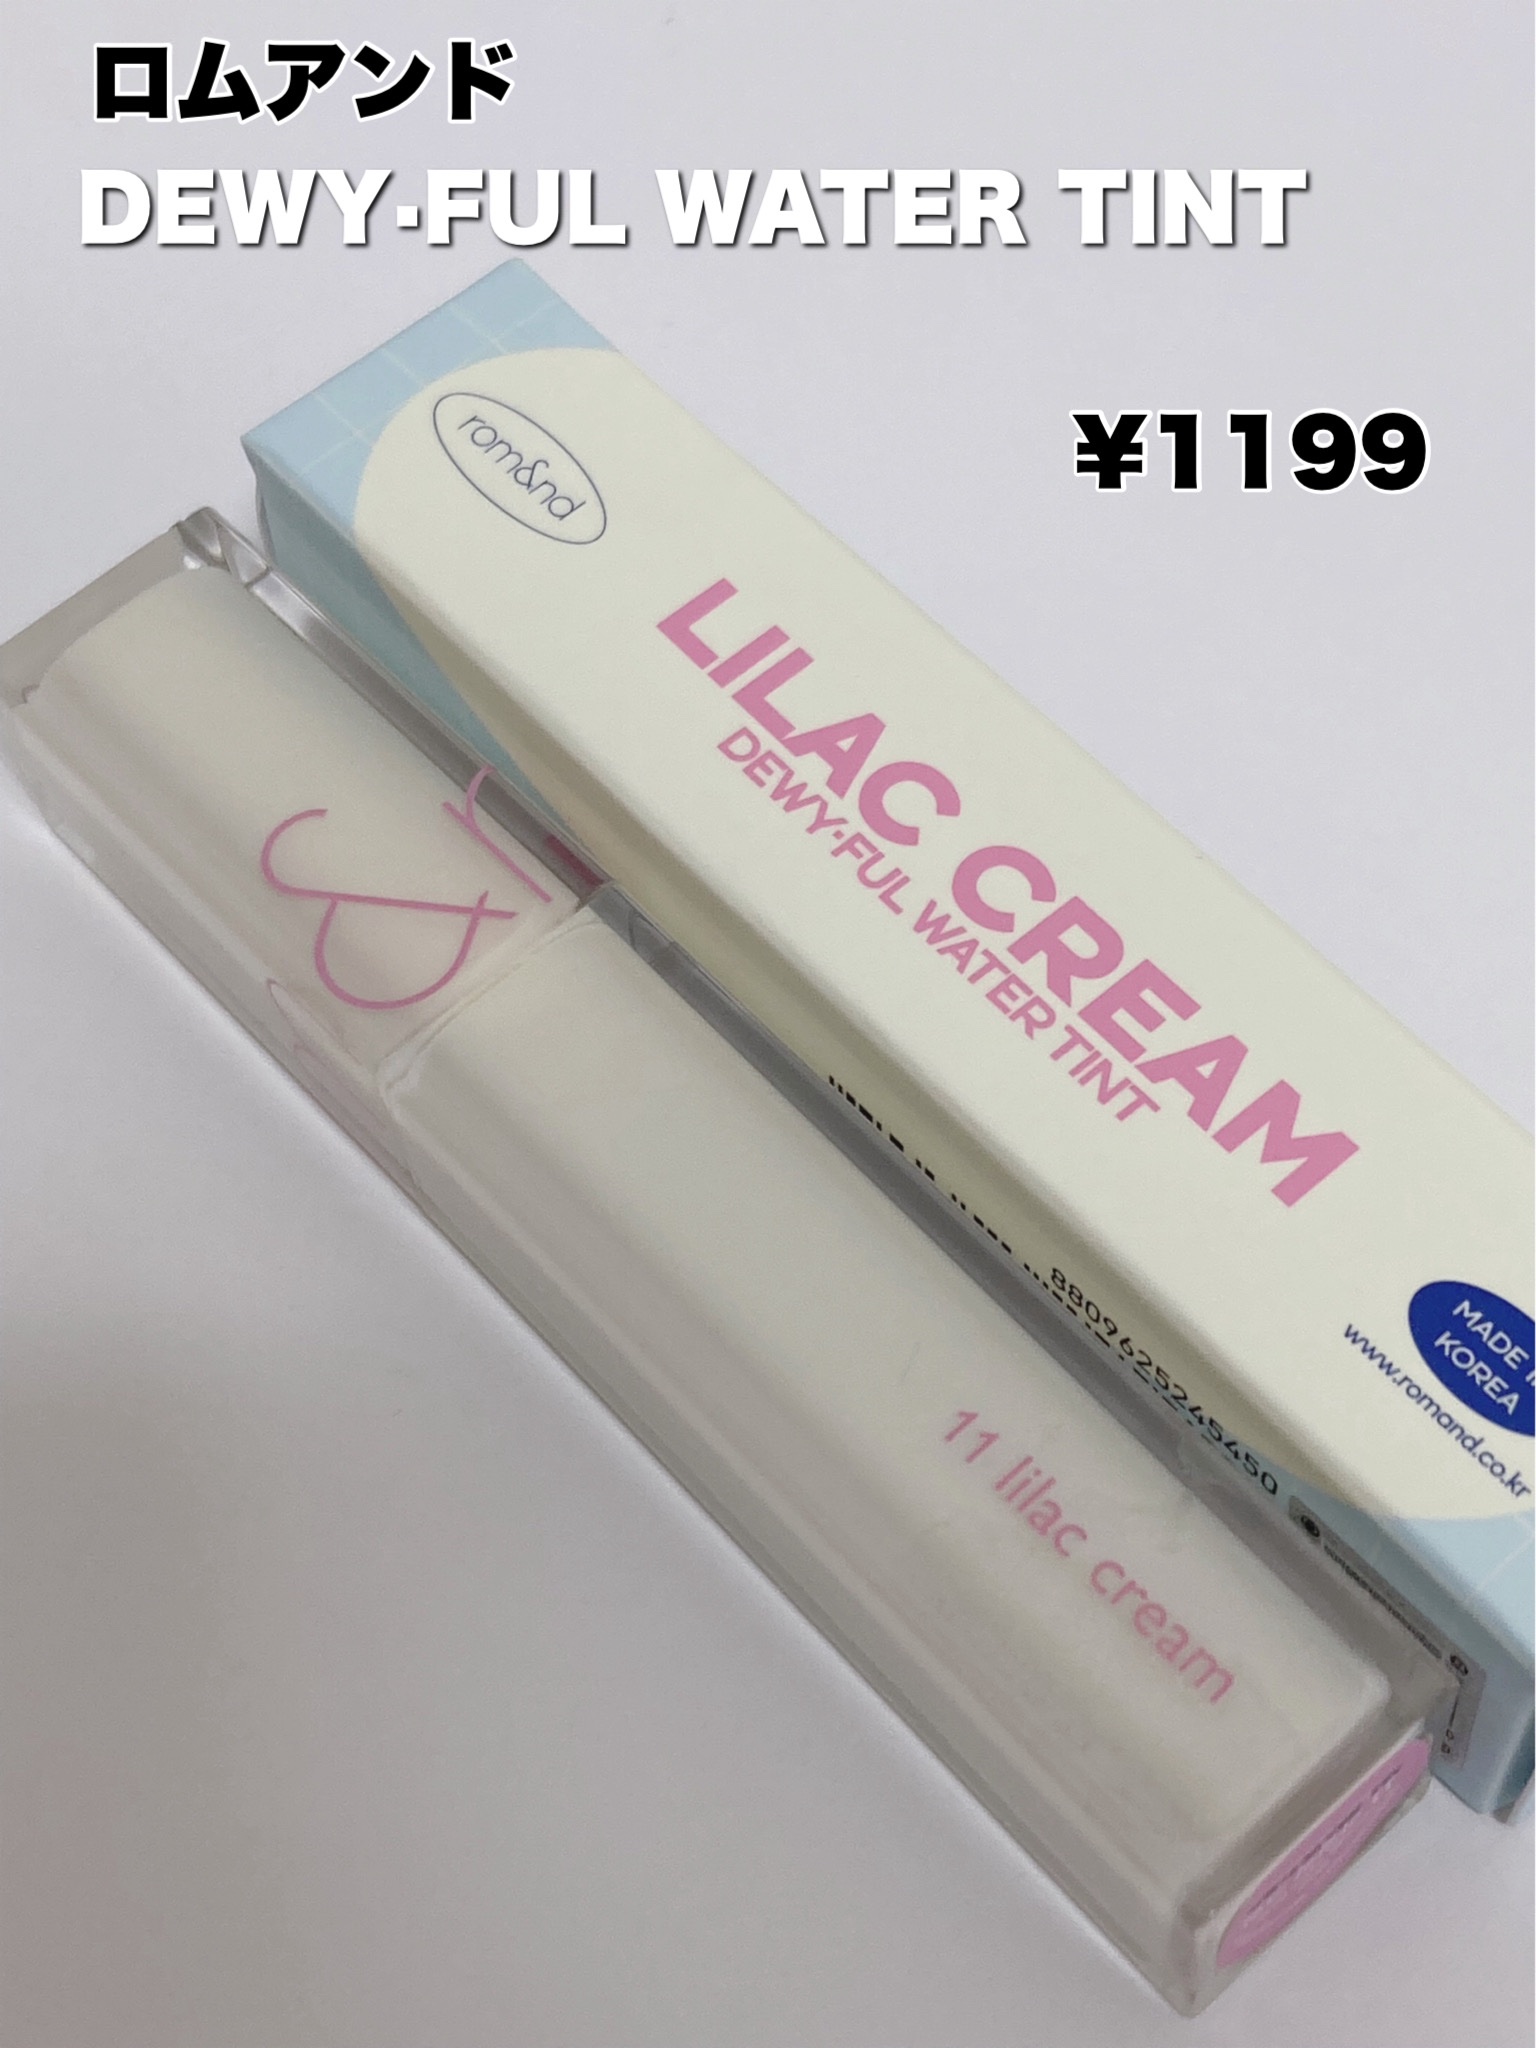 ロムアンド
DEWY·FUL WATER TINT
¥1199
rom&nd
LILAC CREAM
DEWY·FUL WATER TINT
MADE
KOREA
www.romand.co.kr
r&
8809625245450
11 lilac cream